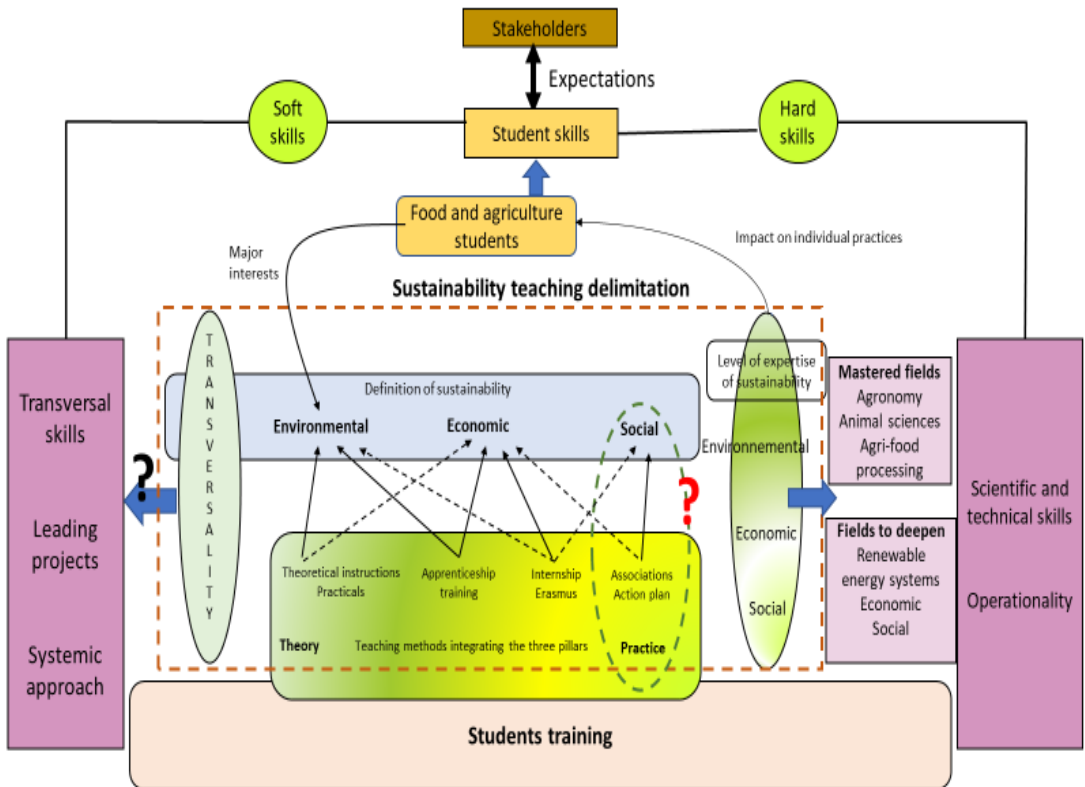 Stakeholders
Expectations
Soft
skills
Student skills
Hard
skills
Food and agriculture
students
Major
interests
Impact on individual practices
Sustainability teaching delimitation
TRANSVERSALITY
Definition of sustainability
Environmental
Economic
Social
Level of expertise
of sustainability
Environnemental
Economic
Social
Mastered fields
Agronomy
Animal sciences
Agri-food
processing
Fields to deepen
Renewable
energy systems
Economic
Social
Transversal
skills
Leading
projects
Systemic
approach
?
?
Scientific and
technical skills
Operationality
Theoretical instructions
Practicals
Apprenticeship
training
Internship
Erasmus
Associations
Action plan
Theory
Teaching methods integrating the three pillars
Practice
Students training